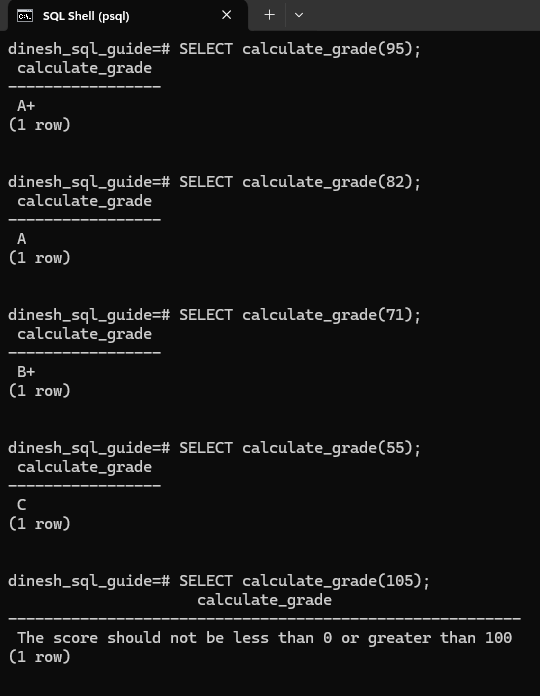 SQL Shell (psql)
dinesh_sql_guide=# SELECT calculate_grade(95);
calculate_grade
-----------------
A+
(1 row)
dinesh_sql_guide=# SELECT calculate_grade(82);
calculate_grade
-----------------
A
(1 row)
dinesh_sql_guide=# SELECT calculate_grade(71);
calculate_grade
-----------------
B+
(1 row)
dinesh_sql_guide=# SELECT calculate_grade(55);
calculate_grade
-----------------
C
(1 row)
dinesh_sql_guide=# SELECT calculate_grade(105);
calculate_grade
---------------------------------------------------------
The score should not be less than 0 or greater than 100
(1 row)